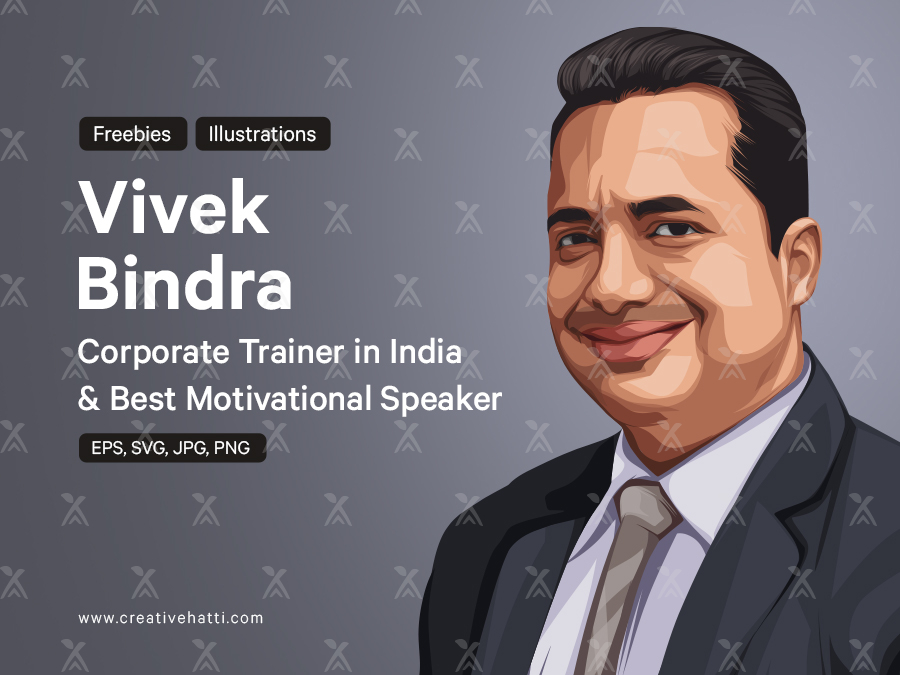 Freebies Illustrations
Vivek
Bindra
Corporate Trainer in India
& Best Motivational Speaker
EPS, SVG, JPG, PNG
www.creativehatti.com